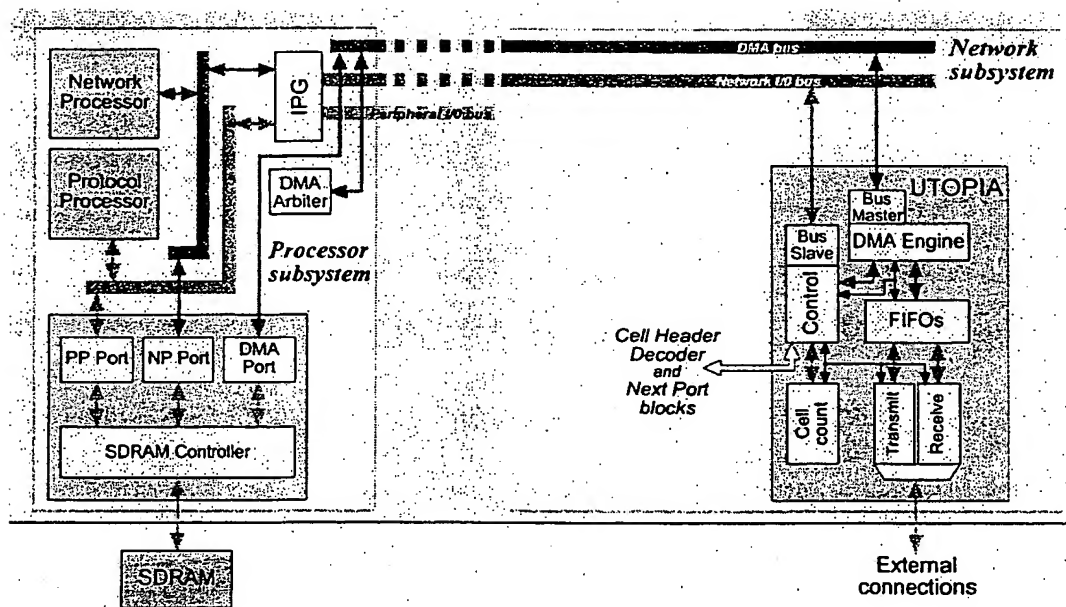 DMA bus
Network
subsystem
Network I/O bus
Peripheral I/O bus
Network
Processor
IPG
Protocol
Processor
DMA
Arbiter
Processor
subsystem
UTOPIA
Bus
Master
Bus
Slave
DMA Engine
Control
FIFOs
PP Port
NP Port
DMA
Port
Cell Header
Decoder
and
Next Port
blocks
Cell
count
Transmit
Receive
SDRAM Controller
SDRAM
External
connections